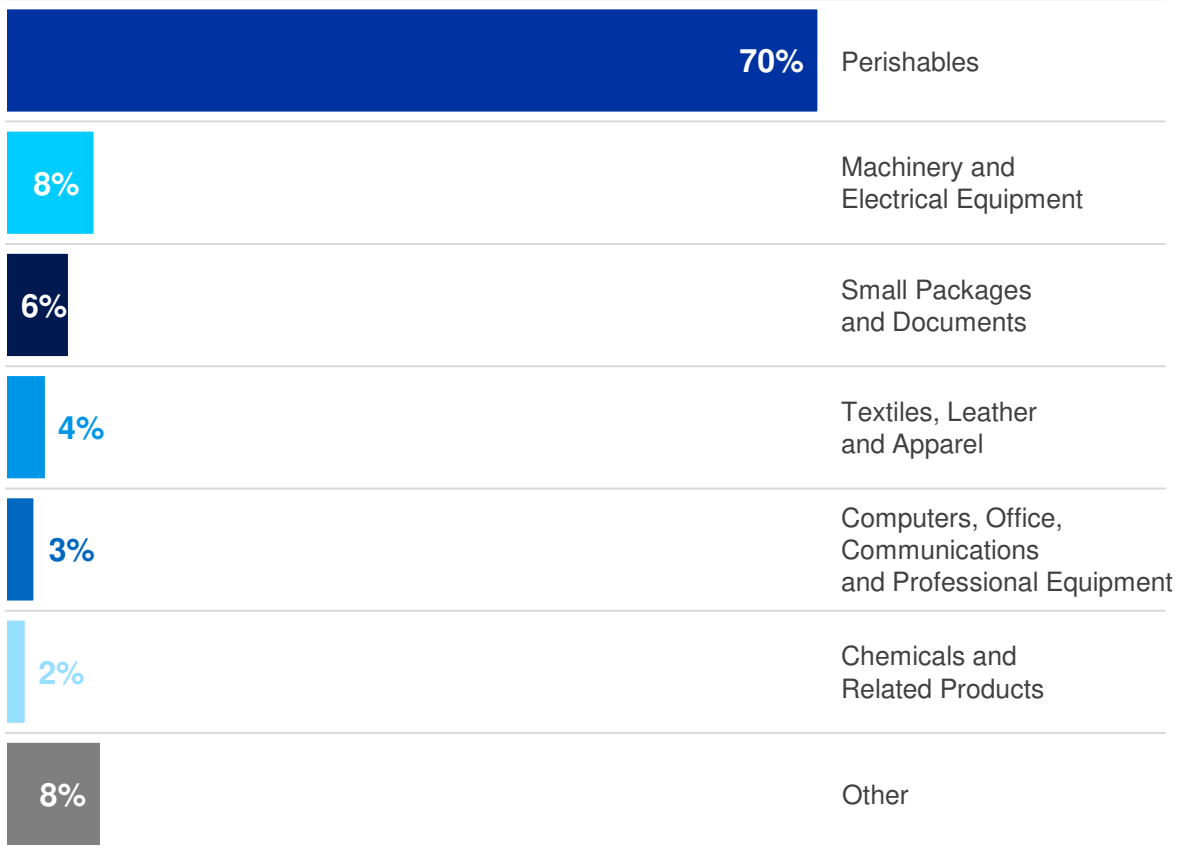 70% Perishables
8% Machinery and
Electrical Equipment
6% Small Packages
and Documents
4% Textiles, Leather
and Apparel
3% Computers, Office,
Communications
and Professional Equipment
2% Chemicals and
Related Products
8% Other